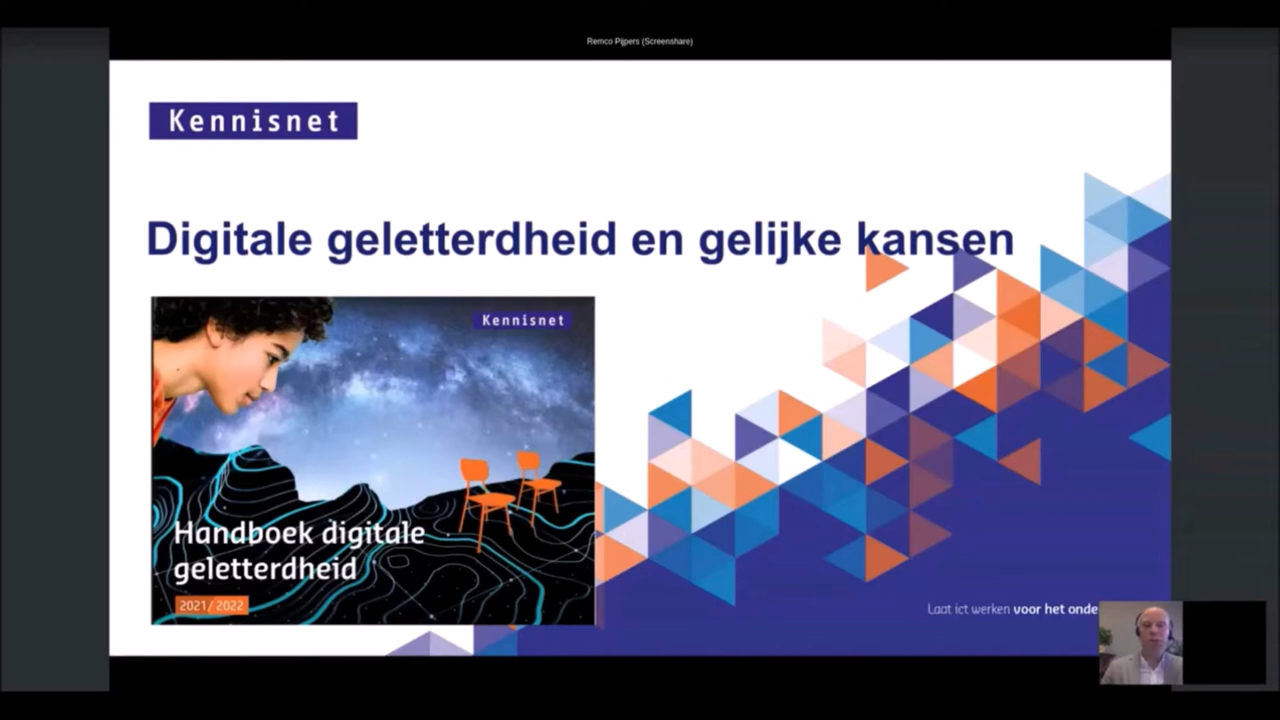 Remco Pijpers (Screenshare)
Kennisnet
Digitale geletterdheid en gelijke kansen
Kennisnet
Handboek digitale
geletterdheid
2021/2022
Laat ict werken voor het onde